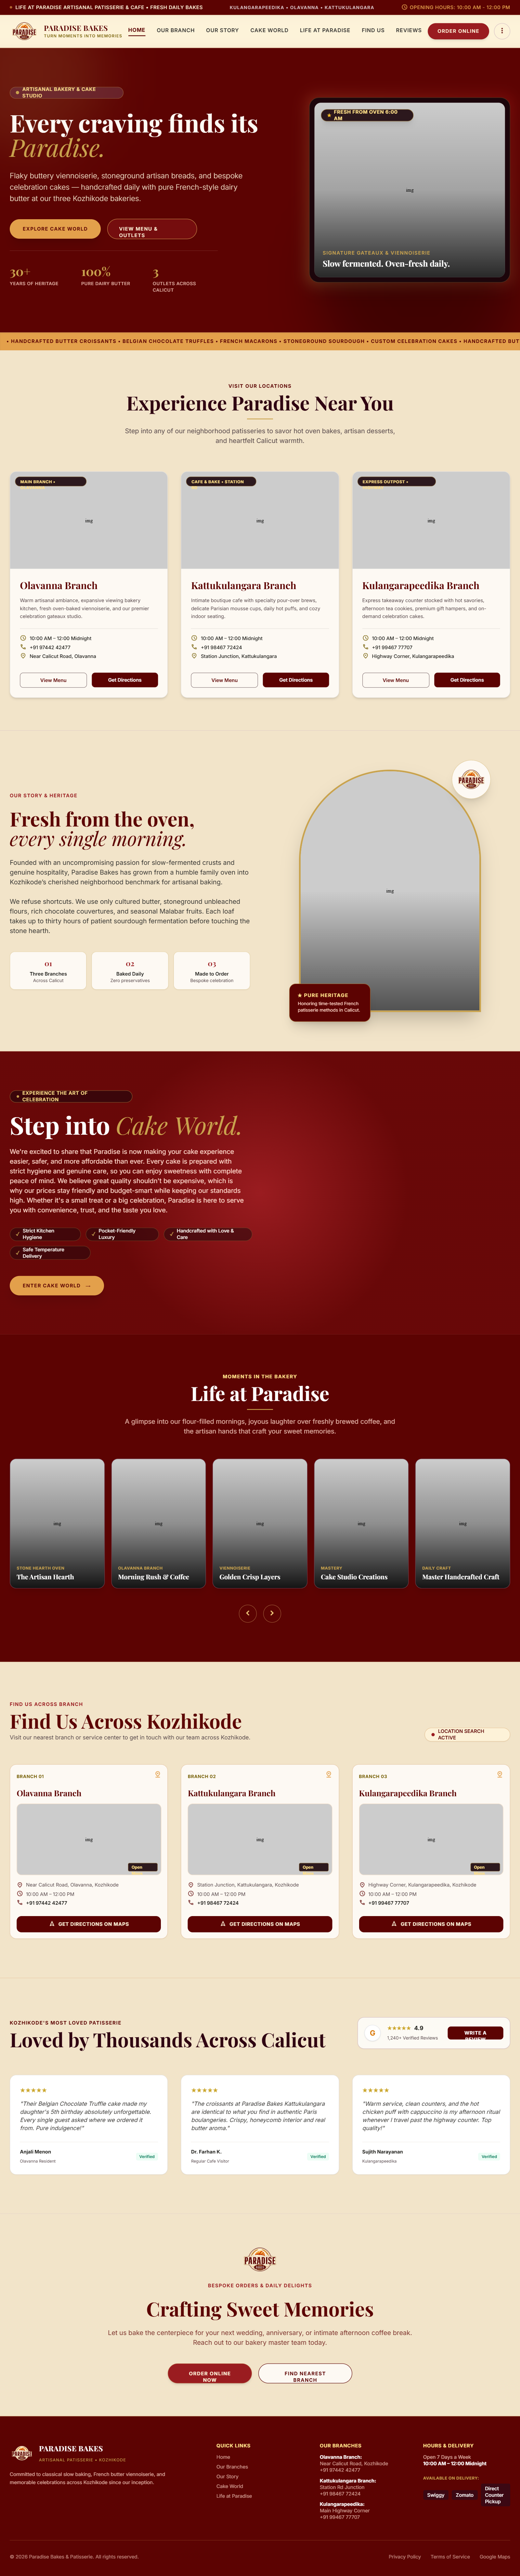 LIFE AT PARADISE ARTISANAL PATISSERIE & CAFE • FRESH DAILY BAKES
KULANGARAPEEDIKA • OLAVANNA • KATTUKULANGARA
OPENING HOURS: 10:00 AM - 12:00 PM
PARADISE BAKES
TURN MOMENTS INTO MEMORIES
HOME
OUR BRANCH
OUR STORY
CAKE WORLD
LIFE AT PARADISE
FIND US
REVIEWS
ORDER ONLINE
ARTISANAL BAKERY & CAKE
STUDIO
Every craving finds its
Paradise.
Flaky buttery viennoiserie, stoneground artisan breads, and bespoke
celebration cakes — handcrafted daily with pure French-style dairy
butter at our three Kozhikode bakeries.
EXPLORE CAKE WORLD
VIEW MENU &
OUTLETS
30+
YEARS OF HERITAGE
100%
PURE DAIRY BUTTER
3
OUTLETS ACROSS
CALICUT
FRESH FROM OVEN 6:00
AM
img
SIGNATURE GATEAUX & VIENNOISERIE
Slow fermented. Oven-fresh daily.
• HANDCRAFTED BUTTER CROISSANTS • BELGIAN CHOCOLATE TRUFFLES • FRENCH MACARONS • STONEGROUND SOURDOUGH • CUSTOM CELEBRATION CAKES • HANDCRAFTED BUT
VISIT OUR LOCATIONS
Experience Paradise Near You
Step into any of our neighborhood patisseries to savor hot oven bakes, artisan desserts,
and heartfelt Calicut warmth.
MAIN BRANCH •
img
Olavanna Branch
Warm artisanal ambiance, expansive viewing bakery
kitchen, fresh oven-baked viennoiserie, and our premier
celebration gateaux studio.
10:00 AM - 12:00 Midnight
+91 97442 42477
Near Calicut Road, Olavanna
View Menu
Get Directions
CAFE & BAKE • STATION
img
Kattukulangara Branch
Intimate boutique cafe with specialty pour-over brews,
delicate Parisian mousse cups, daily hot puffs, and cozy
indoor seating.
10:00 AM - 12:00 Midnight
+91 98467 72424
Station Junction, Kattukulangara
View Menu
Get Directions
EXPRESS OUTPOST •
img
Kulangarapeedika Branch
Express takeaway counter stocked with hot savories,
afternoon tea cookies, premium gift hampers, and on-
demand celebration cakes.
10:00 AM - 12:00 Midnight
+91 99467 77707
Highway Corner, Kulangarapeedika
View Menu
Get Directions
OUR STORY & HERITAGE
Fresh from the oven,
every single morning.
Founded with an uncompromising passion for slow-fermented crusts and
genuine hospitality, Paradise Bakes has grown from a humble family oven into
Kozhikode's cherished neighborhood benchmark for artisanal baking.
We refuse shortcuts. We use only cultured butter, stoneground unbleached
flours, rich chocolate couvertures, and seasonal Malabar fruits. Each loaf
takes up to thirty hours of patient sourdough fermentation before touching the
stone hearth.
01
Three Branches
Across Calicut
02
Baked Daily
Zero preservatives
03
Made to Order
Bespoke celebration
PARADISE
img
★ PURE HERITAGE
Honoring time-tested French
patisserie methods in Calicut.
EXPERIENCE THE ART OF
CELEBRATION
Step into Cake World.
We're excited to share that Paradise is now making your cake experience
easier, safer, and more affordable than ever. Every cake is prepared with
strict hygiene and genuine care, so you can enjoy sweetness with complete
peace of mind. We believe great quality shouldn't be expensive, which is
why our prices stay friendly and budget-smart while keeping our standards
high. Whether it's a small treat or a big celebration, Paradise is here to serve
you with convenience, trust, and the taste you love.
✓ Strict Kitchen
Hygiene
✓ Pocket-Friendly
Luxury
✓ Handcrafted with Love &
Care
✓ Safe Temperature
Delivery
ENTER CAKE WORLD →
MOMENTS IN THE BAKERY
Life at Paradise
A glimpse into our flour-filled mornings, joyous laughter over freshly brewed coffee, and
the artisan hands that craft your sweet memories.
img
STONE HEARTH OVEN
The Artisan Hearth
img
OLAVANNA BRANCH
Morning Rush & Coffee
img
VIENNOISERIE
Golden Crisp Layers
img
MASTERY
Cake Studio Creations
img
DAILY CRAFT
Master Handcrafted Craft
FIND US ACROSS BRANCH
Find Us Across Kozhikode
Visit our nearest branch or service center to get in touch with our team across Kozhikode.
LOCATION SEARCH
ACTIVE
BRANCH 01
Olavanna Branch
img
Open
Near Calicut Road, Olavanna, Kozhikode
10:00 AM – 12:00 PM
+91 97442 42477
GET DIRECTIONS ON MAPS
BRANCH 02
Kattukulangara Branch
img
Open
Station Junction, Kattukulangara, Kozhikode
10:00 AM – 12:00 PM
+91 98467 72424
GET DIRECTIONS ON MAPS
BRANCH 03
Kulangarapeedika Branch
img
Open
Highway Corner, Kulangarapeedika, Kozhikode
10:00 AM – 12:00 PM
+91 99467 77707
GET DIRECTIONS ON MAPS
KOZHIKODE'S MOST LOVED PATISSERIE
Loved by Thousands Across Calicut
G
★★★★★ 4.9
1,240+ Verified Reviews
WRITE A
REVIEW
★★★★★
"Their Belgian Chocolate Truffle cake made my
daughter's 5th birthday absolutely unforgettable.
Every single guest asked where we ordered it
from. Pure indulgence!"
Anjali Menon
Olavanna Resident
Verified
★★★★★
"The croissants at Paradise Bakes Kattukulangara
are identical to what you find in authentic Paris
boulangeries. Crispy, honeycomb interior and real
butter aroma."
Dr. Farhan K.
Regular Cafe Visitor
Verified
★★★★★
"Warm service, clean counters, and the hot
chicken puff with cappuccino is my afternoon ritual
whenever I travel past the highway counter. Top
quality!"
Sujith Narayanan
Kulangarapeedika
Verified
PARADISE
BESPOKE ORDERS & DAILY DELIGHTS
Crafting Sweet Memories
Let us bake the centerpiece for your next wedding, anniversary, or intimate afternoon coffee break.
Reach out to our bakery master team today.
ORDER ONLINE
NOW
FIND NEAREST
BRANCH
PARADISE
PARADISE BAKES
ARTISANAL PATISSERIE • KOZHIKODE
Committed to classical slow baking, French butter viennoiserie, and
memorable celebrations across Kozhikode since our inception.
QUICK LINKS
Home
Our Branches
Our Story
Cake World
Life at Paradise
OUR BRANCHES
Olavanna Branch:
Near Calicut Road, Kozhikode
+91 97442 42477
Kattukulangara Branch:
Station Rd Junction
+91 98467 72424
Kulangarapeedika:
Main Highway Corner
+91 99467 77707
HOURS & DELIVERY
Open 7 Days a Week
10:00 AM – 12:00 Midnight
AVAILABLE ON DELIVERY:
Swiggy
Zomato
Direct
Counter
Pickup
© 2026 Paradise Bakes & Patisserie. All rights reserved.
Privacy Policy
Terms of Service
Google Maps